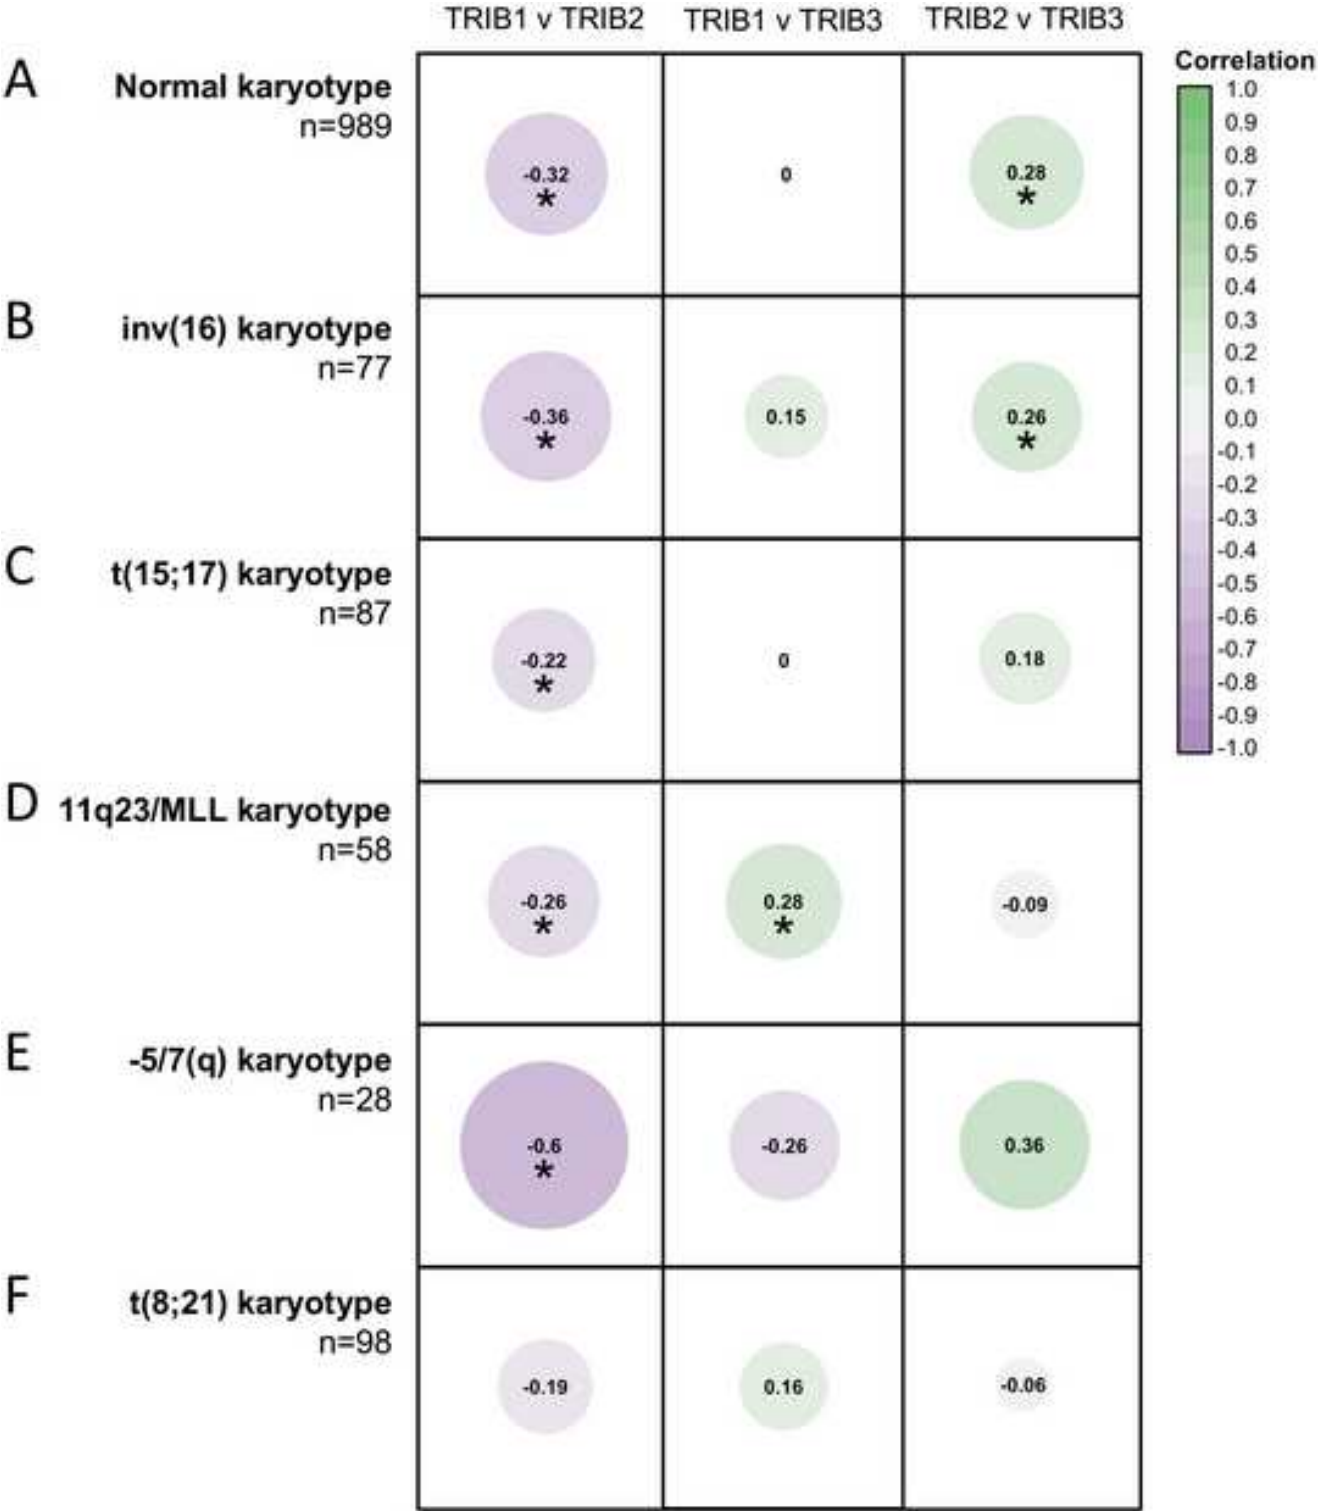 TRIB1 v TRIB2 TRIB1 v TRIB3 TRIB2 v TRIB3
Correlation
1.0
0.9
0.8
0.7
0.6
0.5
0.4
0.3
0.2
0.1
0.0
-0.1
-0.2
-0.3
-0.4
-0.5
-0.6
-0.7
-0.8
-0.9
-1.0
A Normal karyotype
n=989
-0.32 0 0.28
* *
B inv(16) karyotype
n=77
-0.36 0.15 0.26
* *
C t(15;17) karyotype
n=87
-0.22 0 0.18
*
D 11q23/MLL karyotype
n=58
-0.26 0.28 -0.09
* *
E -5/7(q) karyotype
n=28
-0.6 -0.26 0.36
*
F t(8;21) karyotype
n=98
-0.19 0.16 -0.06